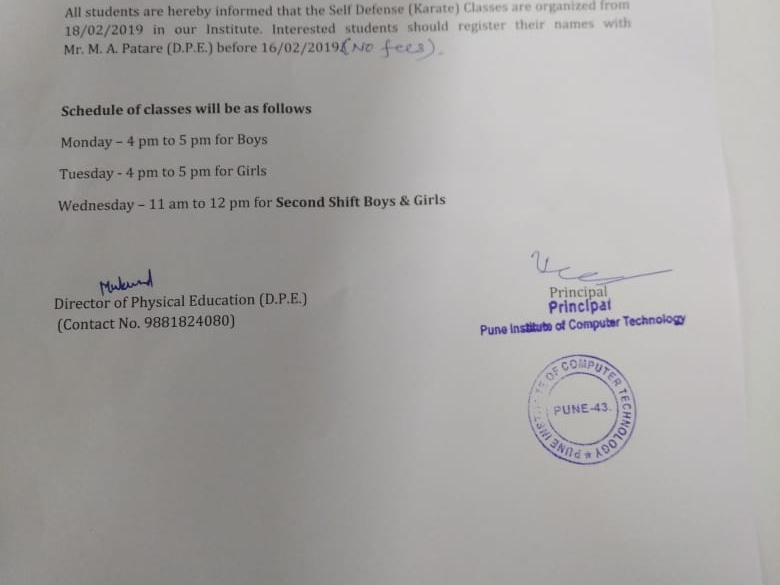 All students are hereby informed that the Self Defense (Karate) Classes are organized from
18/02/2019 in our Institute. Interested students should register their names with
Mr. M. A. Patare (D.P.E.) before 16/02/2019 (NO fees).
Schedule of classes will be as follows
Monday – 4 pm to 5 pm for Boys
Tuesday - 4 pm to 5 pm for Girls
Wednesday – 11 am to 12 pm for Second Shift Boys & Girls
Mukund
Director of Physical Education (D.P.E.)
(Contact No. 9881824080)
Principal
Principal
Pune Institute of Computer Technology
PUNE INSTITUTE OF COMPUTER TECHNOLOGY ★
PUNE-43.